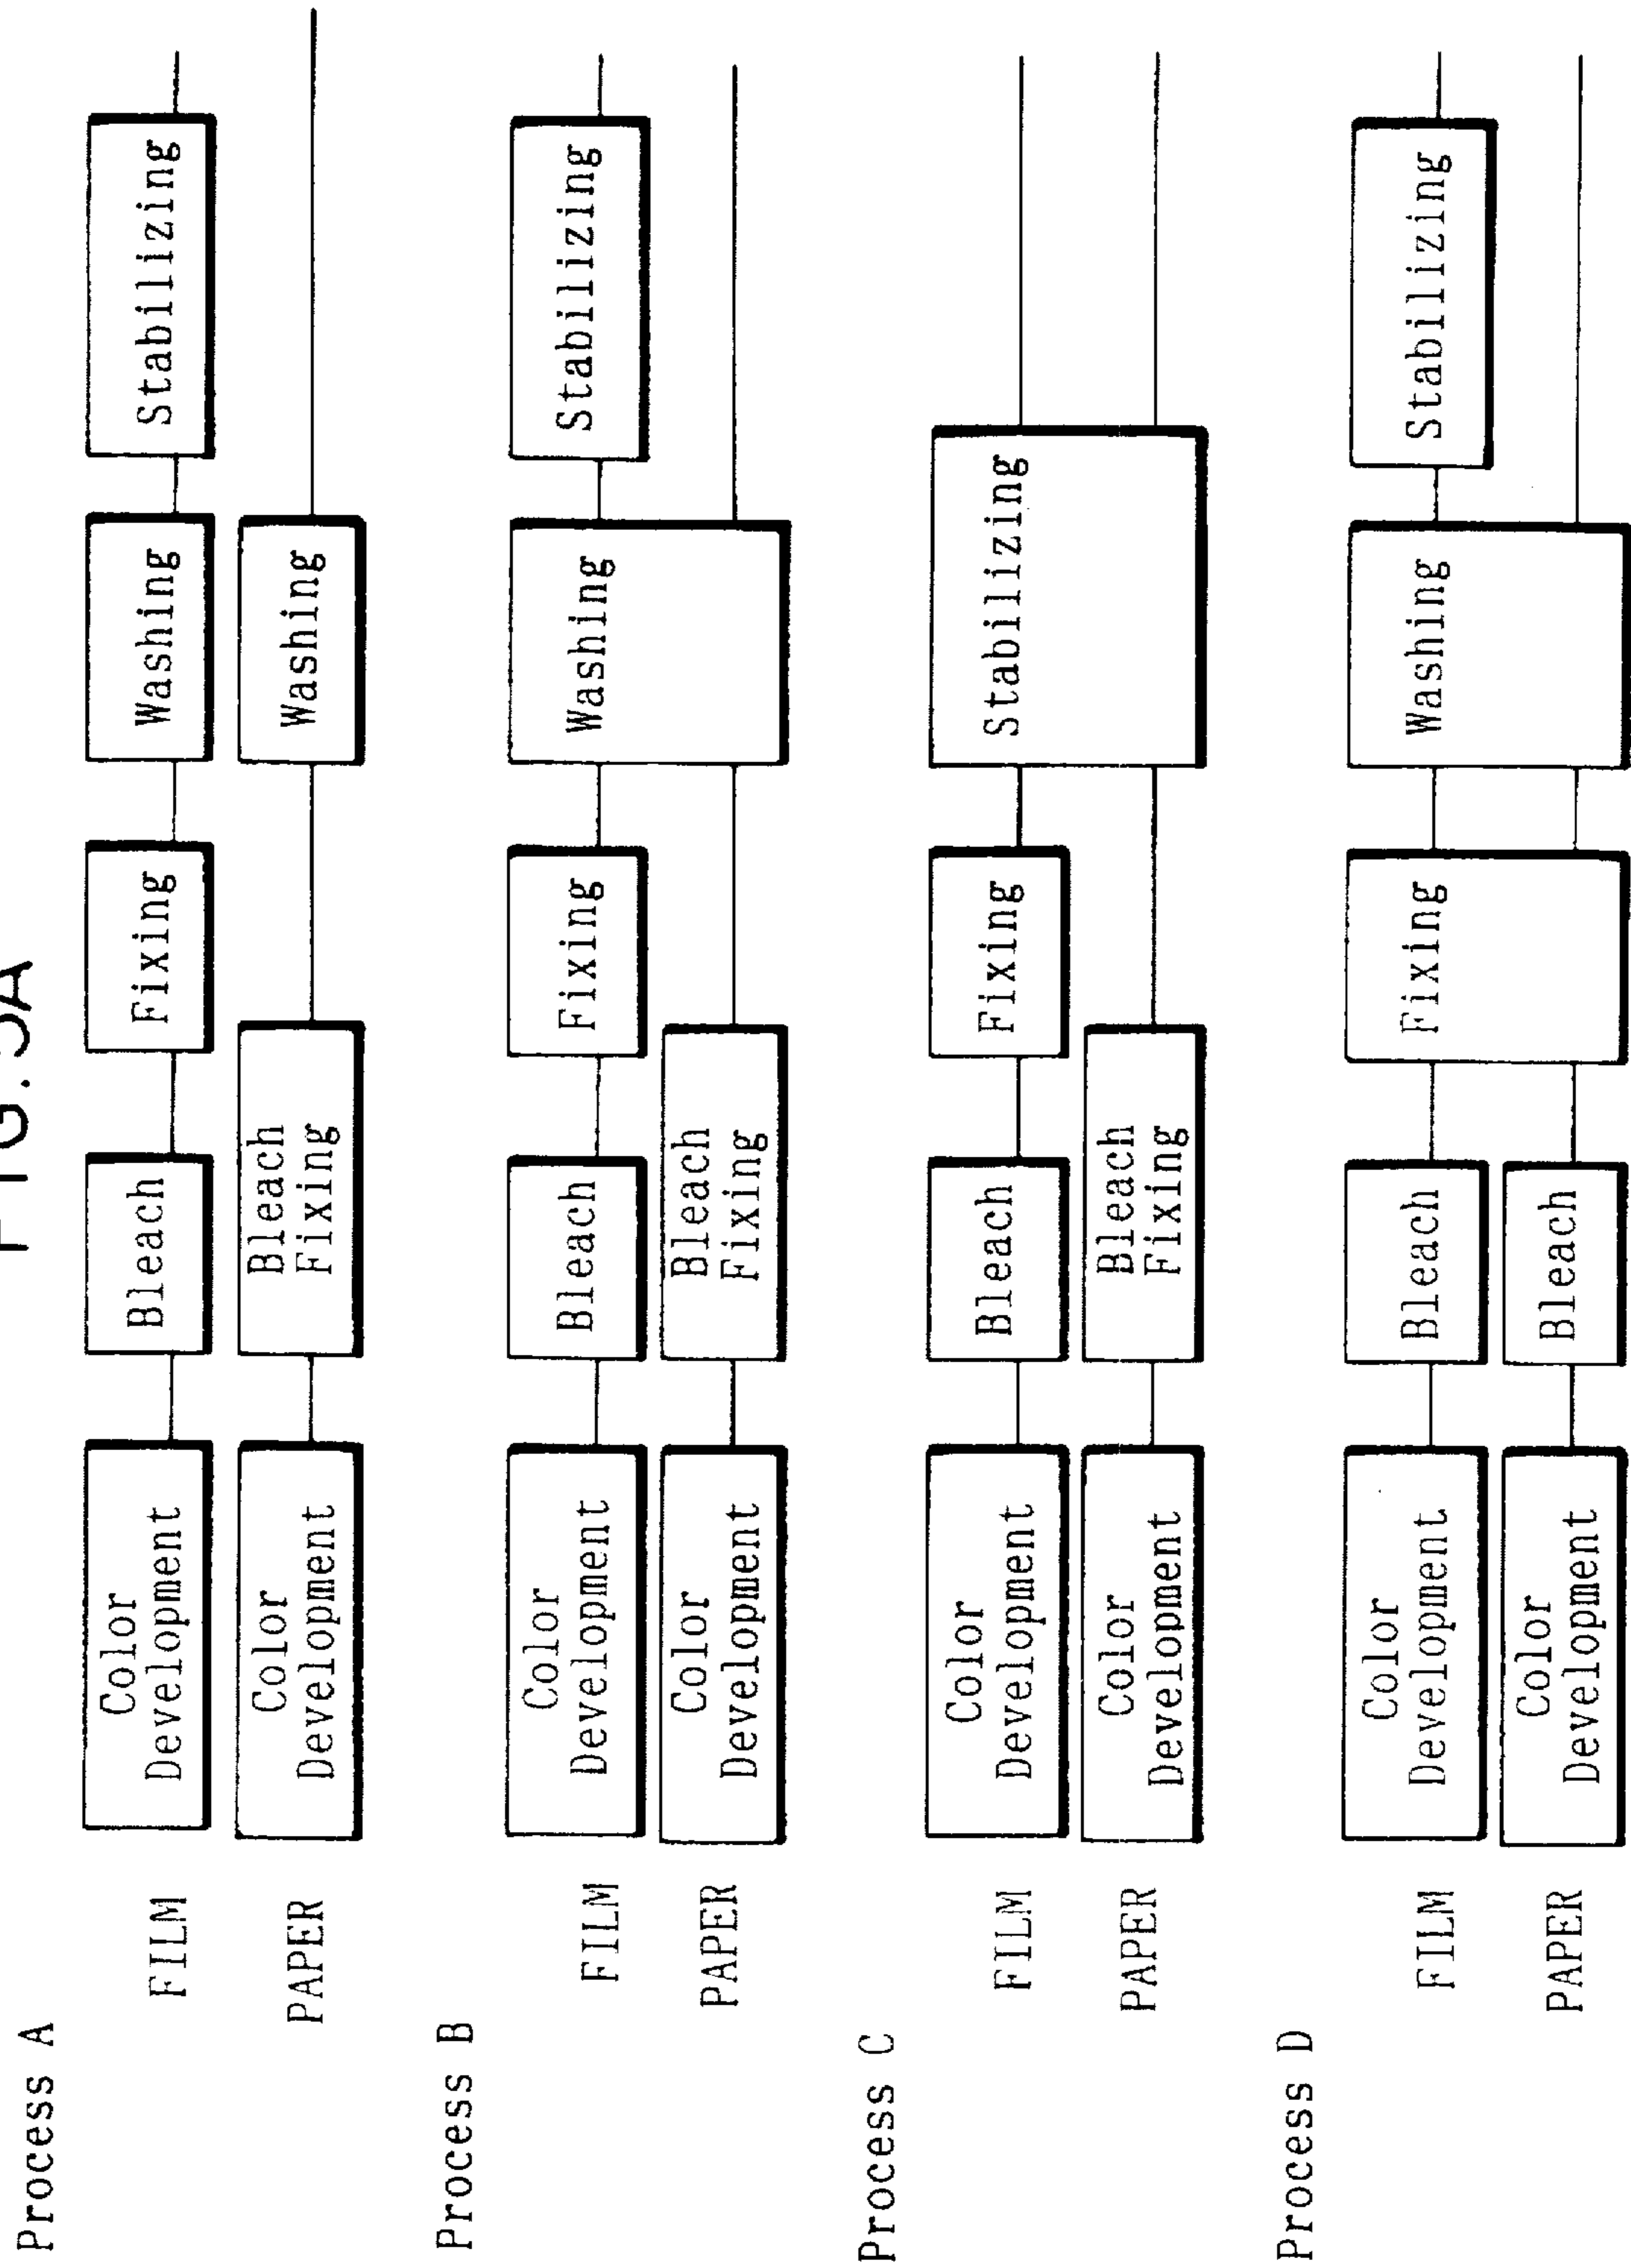 Process A
FILM
Color
Development
Bleach
Fixing
Washing
Stabilizing
PAPER
Color
Development
Bleach
Fixing
Washing
Process B
FILM
Color
Development
Bleach
Fixing
Washing
Stabilizing
PAPER
Color
Development
Bleach
Fixing
Process C
FILM
Color
Development
Bleach
Fixing
Stabilizing
PAPER
Color
Development
Bleach
Fixing
Process D
FILM
Color
Development
Bleach
Fixing
Washing
Stabilizing
PAPER
Color
Development
Bleach